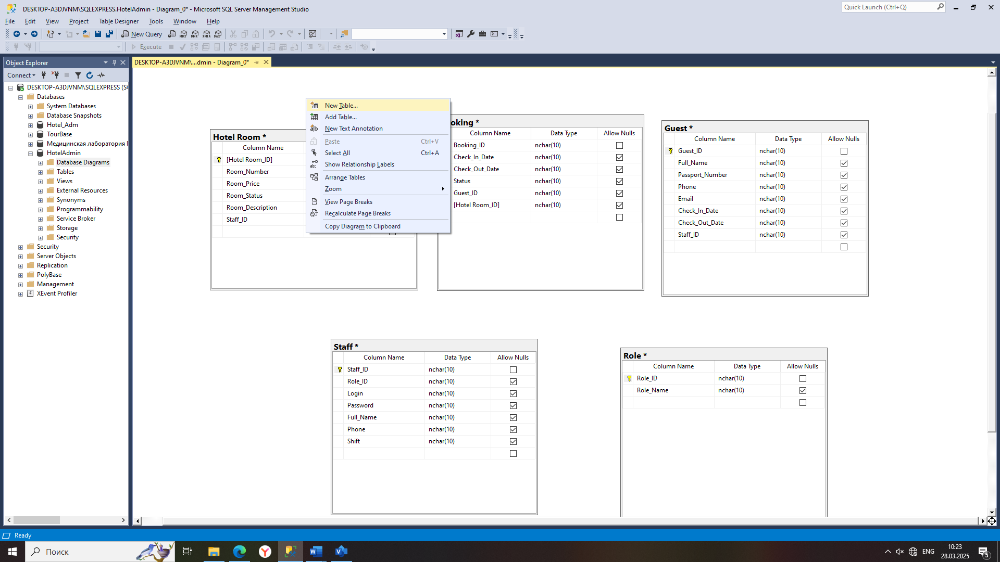 DESKTOP-A3DJVNM\SQLEXPRESS.HotelAdmin - Diagram_0* - Microsoft SQL Server Management Studio
Quick Launch (Ctrl+Q)
File Edit View Project Table Designer Tools Window Help
New Query
MDX DMX XMLA DAX
Execute
Object Explorer
DESKTOP-A3DJVNM\...dmin - Diagram_0*
Connect
DESKTOP-A3DJVNM\SQLEXPRESS (S
Databases
System Databases
Database Snapshots
Hotel_Adm
TourBase
Медицинская лаборатория
HotelAdmin
Database Diagrams
Tables
Views
External Resources
Synonyms
Programmability
Service Broker
Storage
Security
Security
Server Objects
Replication
PolyBase
Management
XEvent Profiler
Hotel Room *
Column Name
[Hotel Room_ID]
Room_Number
Room_Price
Room_Status
Room_Description
Staff_ID
New Table...
Add Table...
New Text Annotation
Paste Ctrl+V
Select All Ctrl+A
Show Relationship Labels
Arrange Tables
Zoom
View Page Breaks
Recalculate Page Breaks
Copy Diagram to Clipboard
oking *
Column Name Data Type Allow Nulls
Booking_ID nchar(10)
Check_In_Date nchar(10)
Check_Out_Date nchar(10)
Status nchar(10)
Guest_ID nchar(10)
[Hotel Room_ID] nchar(10)
Guest *
Column Name Data Type Allow Nulls
Guest_ID nchar(10)
Full_Name nchar(10)
Passport_Number nchar(10)
Phone nchar(10)
Email nchar(10)
Check_In_Date nchar(10)
Check_Out_Date nchar(10)
Staff_ID nchar(10)
Staff *
Column Name Data Type Allow Nulls
Staff_ID nchar(10)
Role_ID nchar(10)
Login nchar(10)
Password nchar(10)
Full_Name nchar(10)
Phone nchar(10)
Shift nchar(10)
Role *
Column Name Data Type Allow Nulls
Role_ID nchar(10)
Role_Name nchar(10)
Ready
Поиск
ENG
10:23
28.03.2025
5